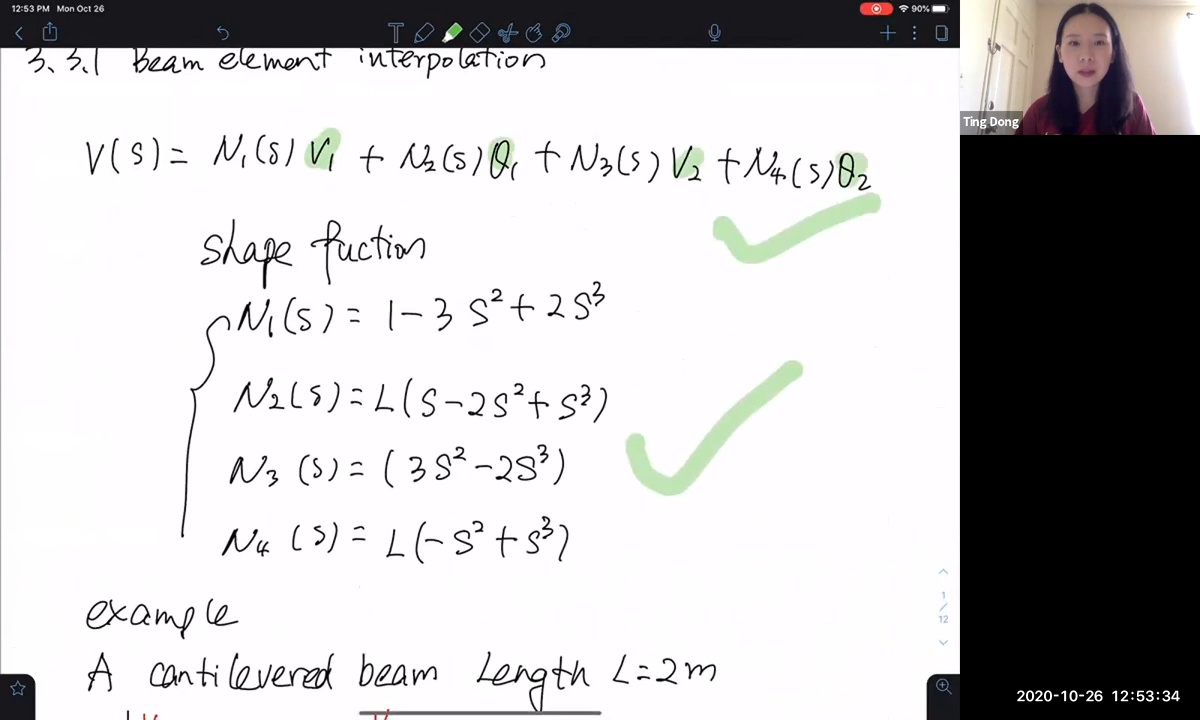 12:53 PM Mon Oct 26
90%
3.3.1 Beam element interpolation
V(s) = N₁(s) V₁ + N₂(s) θ₁ + N₃(s) V₂ + N₄(s) θ₂
shape fuction
N₁(s) = 1 - 3 S² + 2 S³
N₂(s) = L(S - 2S² + S³)
N₃ (s) = (3S² - 2S³)
N₄ (s) = L(-S² + S³)
example
A cantilevered beam Length L = 2m
1
/
12
Ting Dong
2020-10-26 12:53:34